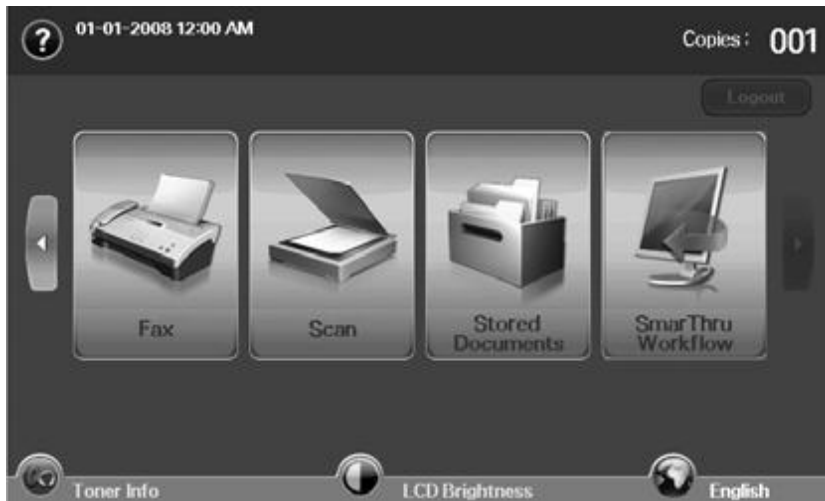 ?
01-01-2008 12:00 AM
Copies : 001
Logout
Fax
Scan
Stored
Documents
SmarThru
Workflow
Toner Info
LCD Brightness
English